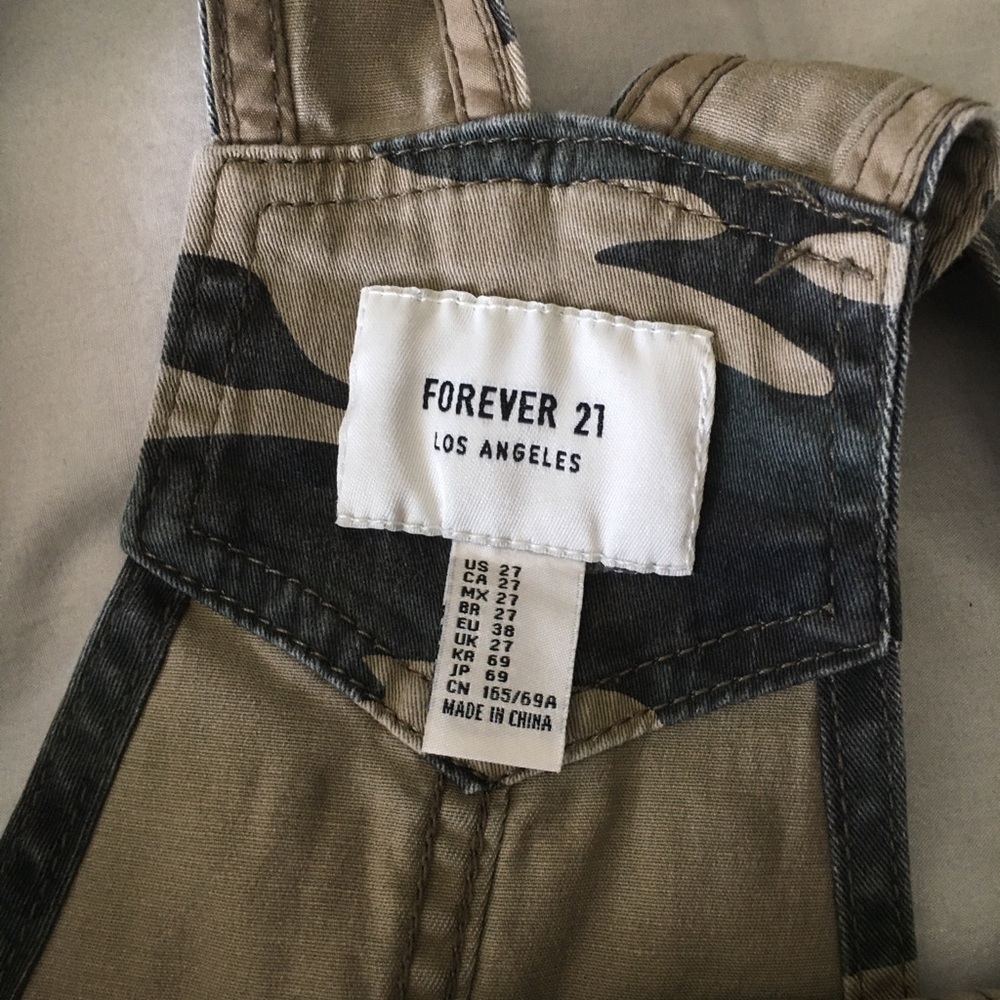 FOREVER 21
LOS ANGELES
US 27
CA 27
MX 27
BR 27
EU 38
UK 27
KR 69
JP 69
CN 165/69A
MADE IN CHINA